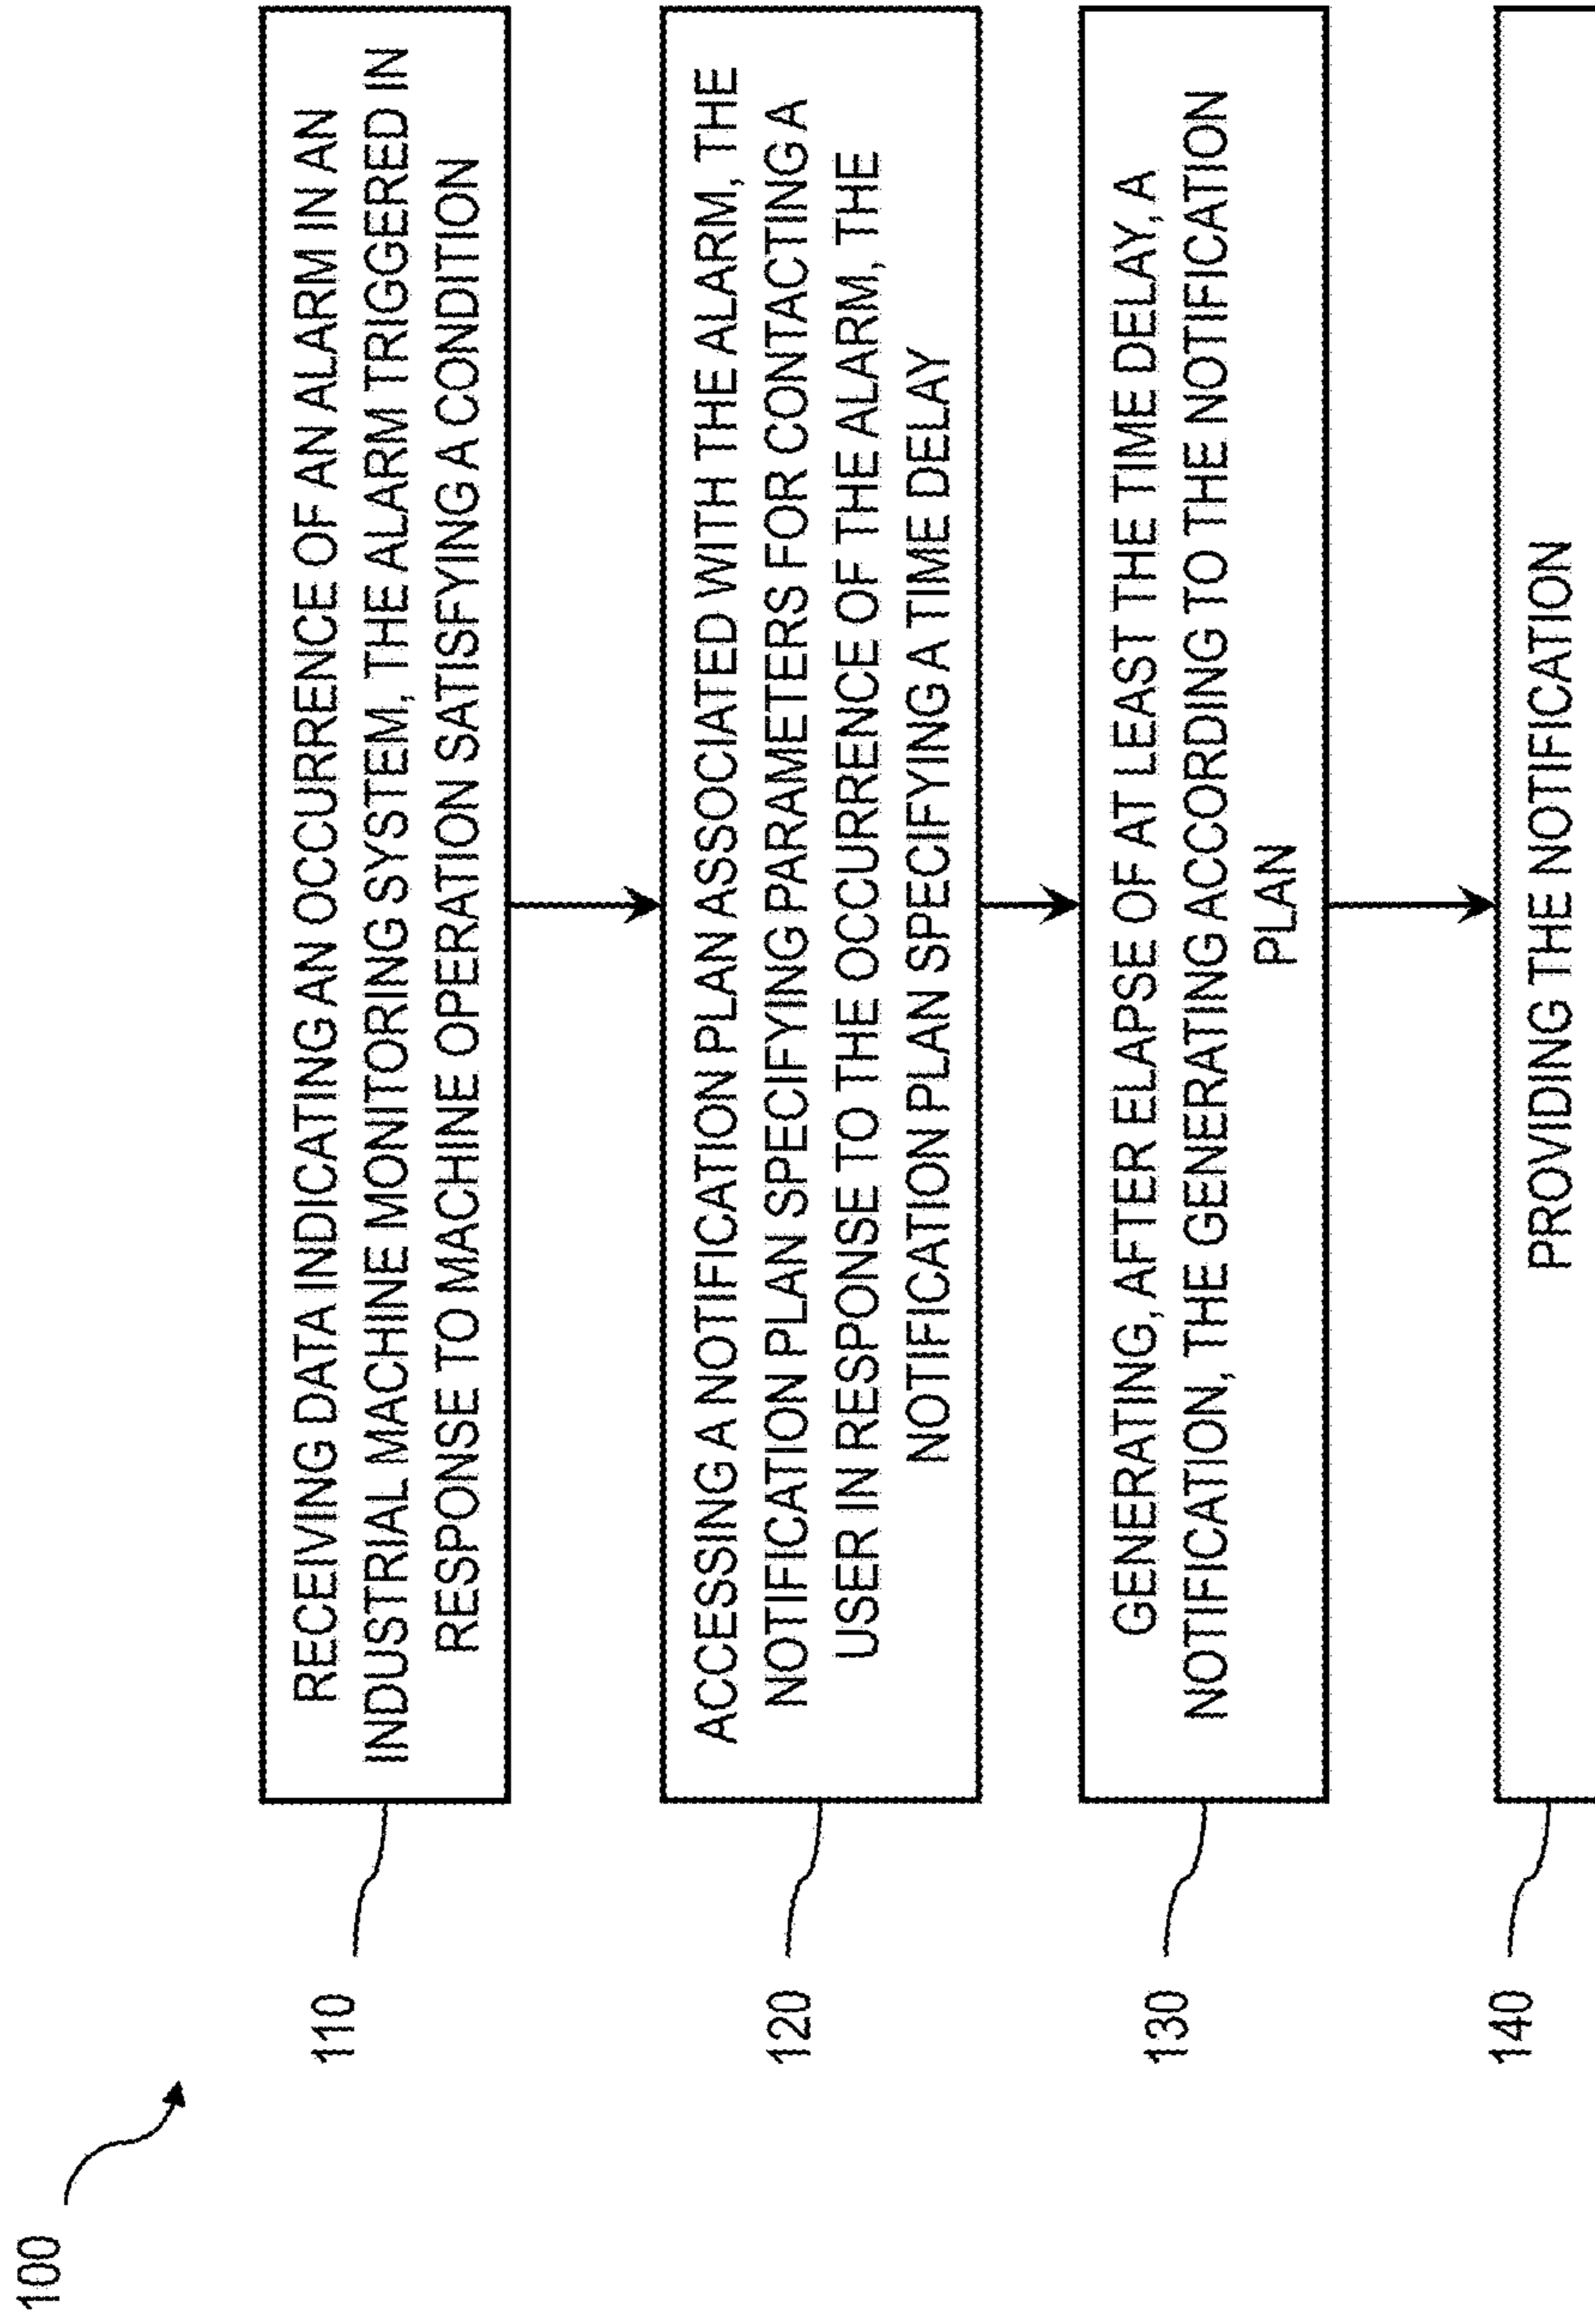 100
110
RECEIVING DATA INDICATING AN OCCURRENCE OF AN ALARM IN AN
INDUSTRIAL MACHINE MONITORING SYSTEM, THE ALARM TRIGGERED IN
RESPONSE TO MACHINE OPERATION SATISFYING A CONDITION
120
ACCESSING A NOTIFICATION PLAN ASSOCIATED WITH THE ALARM, THE
NOTIFICATION PLAN SPECIFYING PARAMETERS FOR CONTACTING A
USER IN RESPONSE TO THE OCCURRENCE OF THE ALARM, THE
NOTIFICATION PLAN SPECIFYING A TIME DELAY
130
GENERATING, AFTER ELAPSE OF AT LEAST THE TIME DELAY, A
NOTIFICATION, THE GENERATING ACCORDING TO THE NOTIFICATION
PLAN
140
PROVIDING THE NOTIFICATION